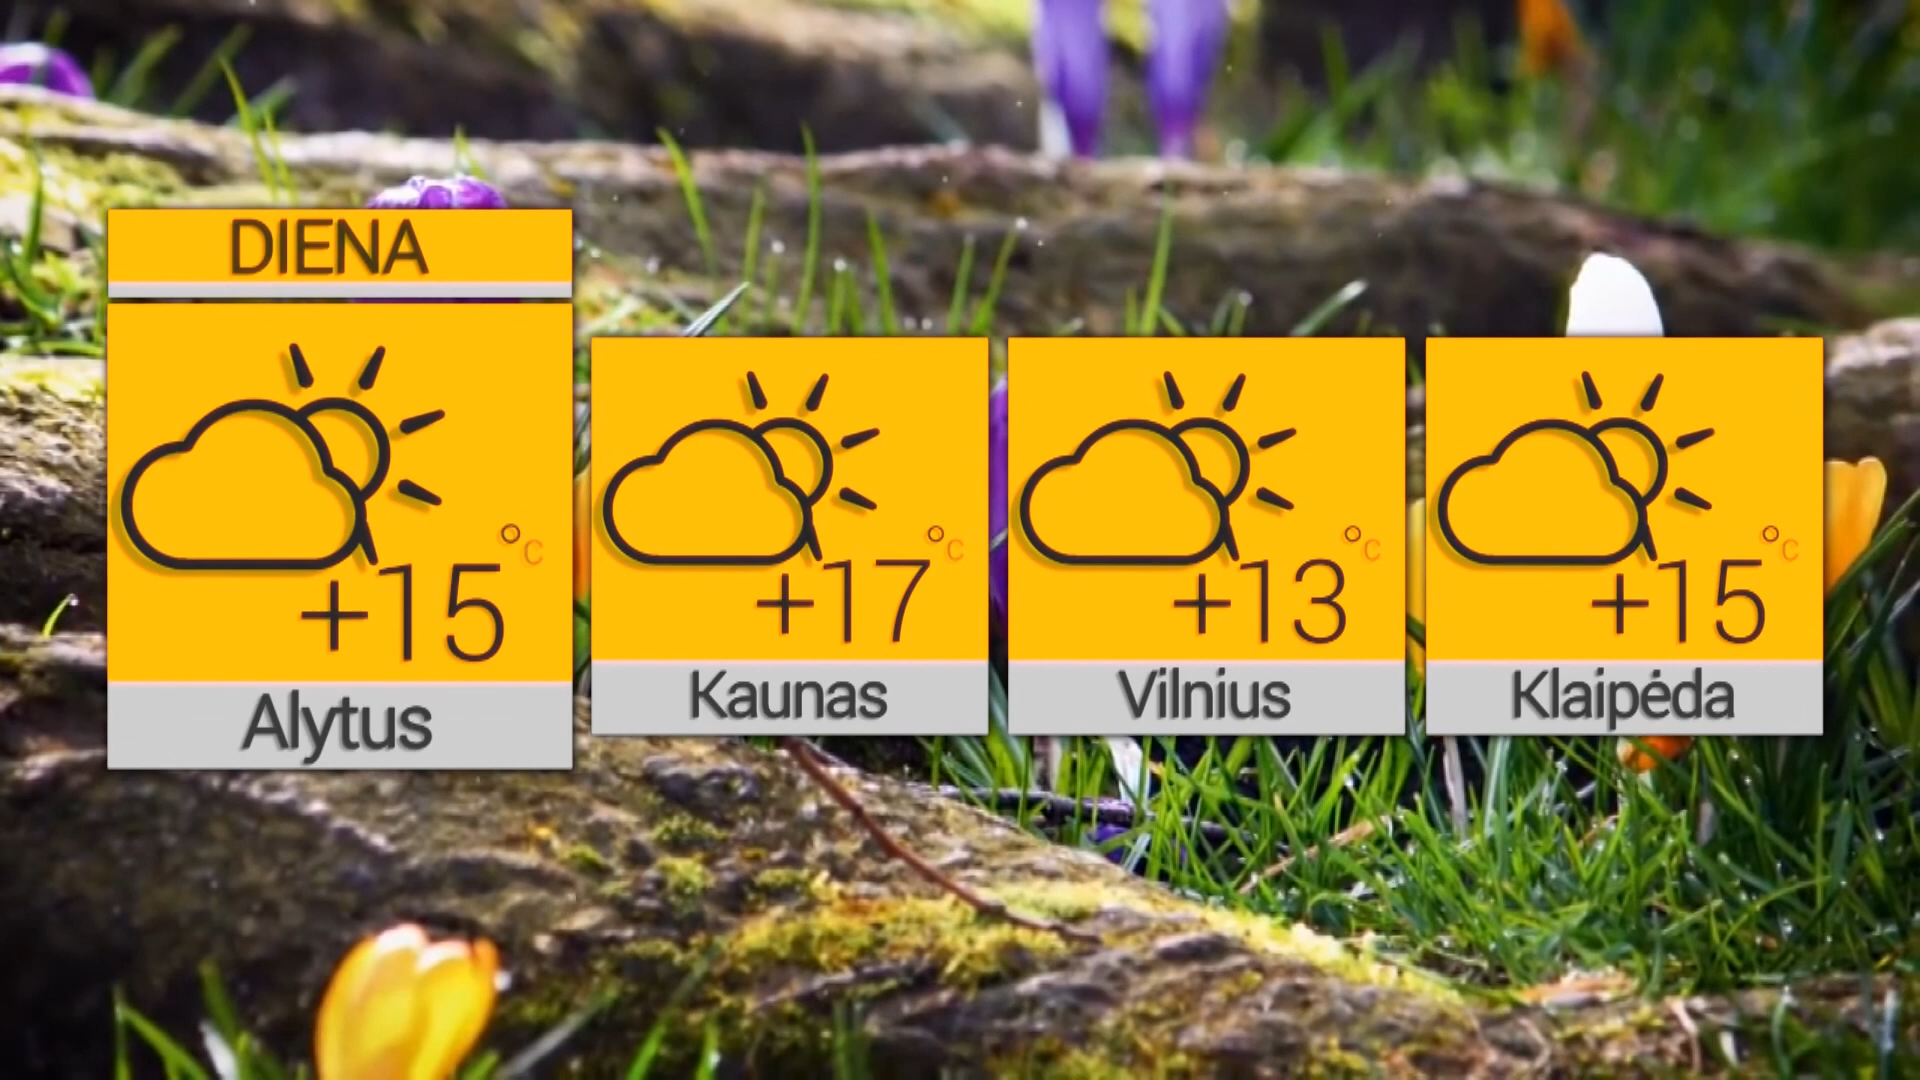 DIENA
°C
+15
Alytus
°C
+17
Kaunas
°C
+13
Vilnius
°C
+15
Klaipėda